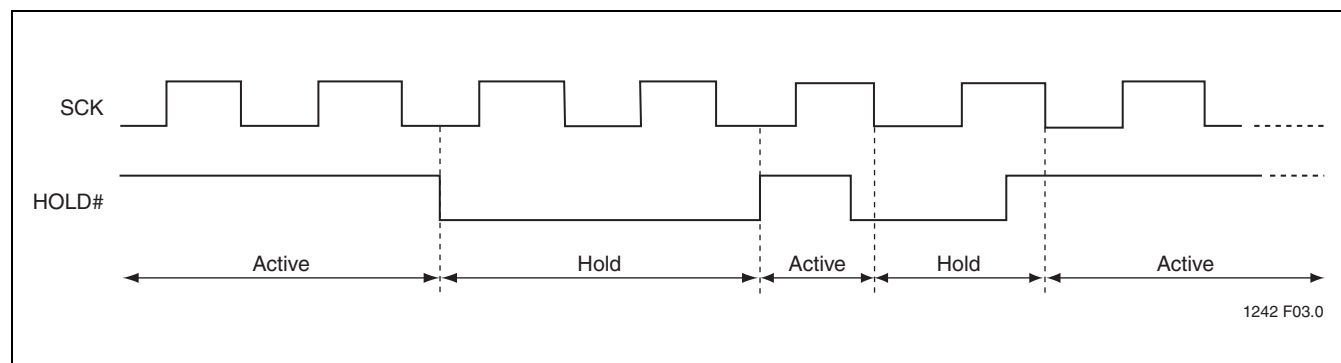 SCK
HOLD#
Active Hold Active Hold Active
1242 F03.0